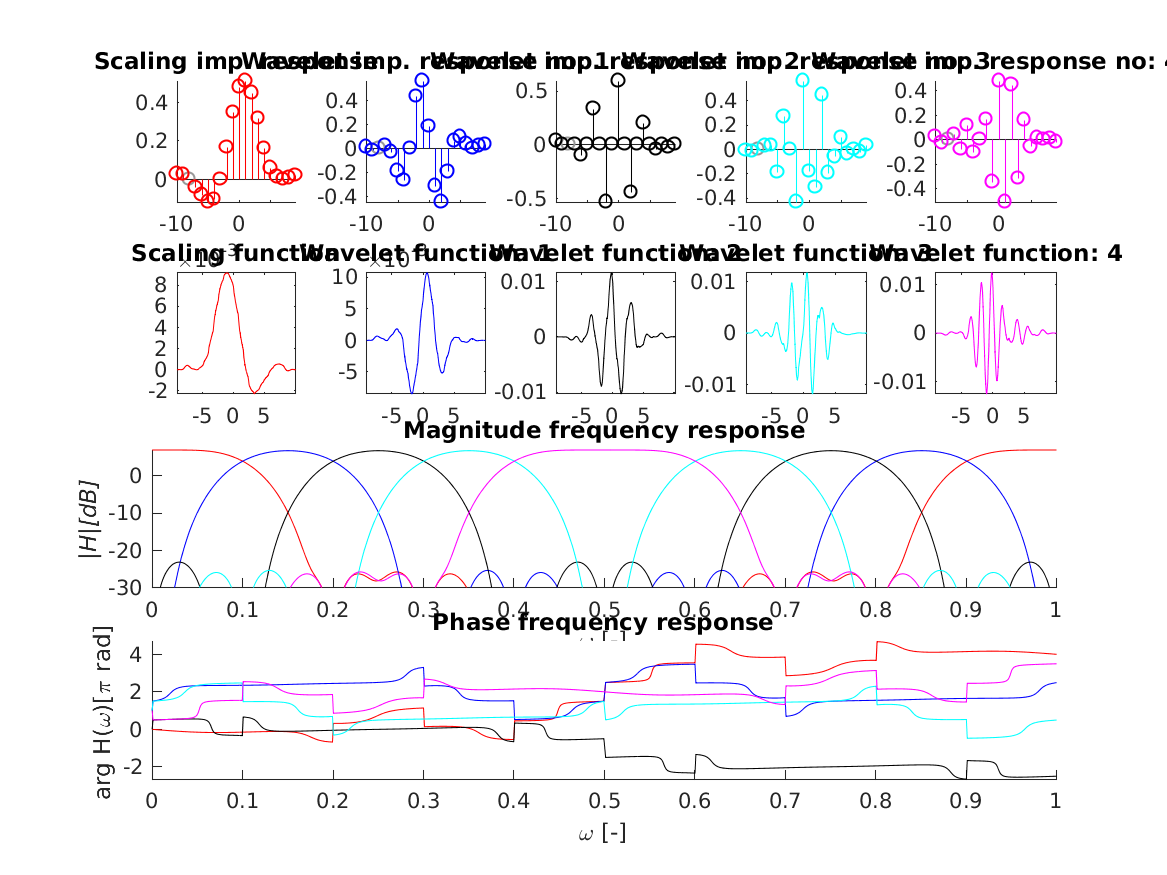 Scaling imp. response
Wavelet imp. response no: 1
Wavelet imp. response no: 2
Wavelet imp. response no: 3
Wavelet imp. response no: 4
0.4 0.2 0
-10 0
0.4 0.2 0 -0.2 -0.4
-10 0
0.5 0 -0.5
-10 0
0.4 0.2 0 -0.2 -0.4
-10 0
0.4 0.2 0 -0.2 -0.4
-10 0
Scaling function
Wavelet function: 1
Wavelet function: 2
Wavelet function: 3
Wavelet function: 4
8 6 4 2 0 -2
-5 0 5
10 5 0 -5
-5 0 5
0.01 0 -0.01
-5 0 5
0.01 0 -0.01
-5 0 5
0.01 0 -0.01
-5 0 5
Magnitude frequency response
|H|[dB]
0 -10 -20 -30
0 0.1 0.2 0.3 0.4 0.5 0.6 0.7 0.8 0.9 1
Phase frequency response
arg H(ω)[π rad]
4 2 0 -2
0 0.1 0.2 0.3 0.4 0.5 0.6 0.7 0.8 0.9 1
ω [-]